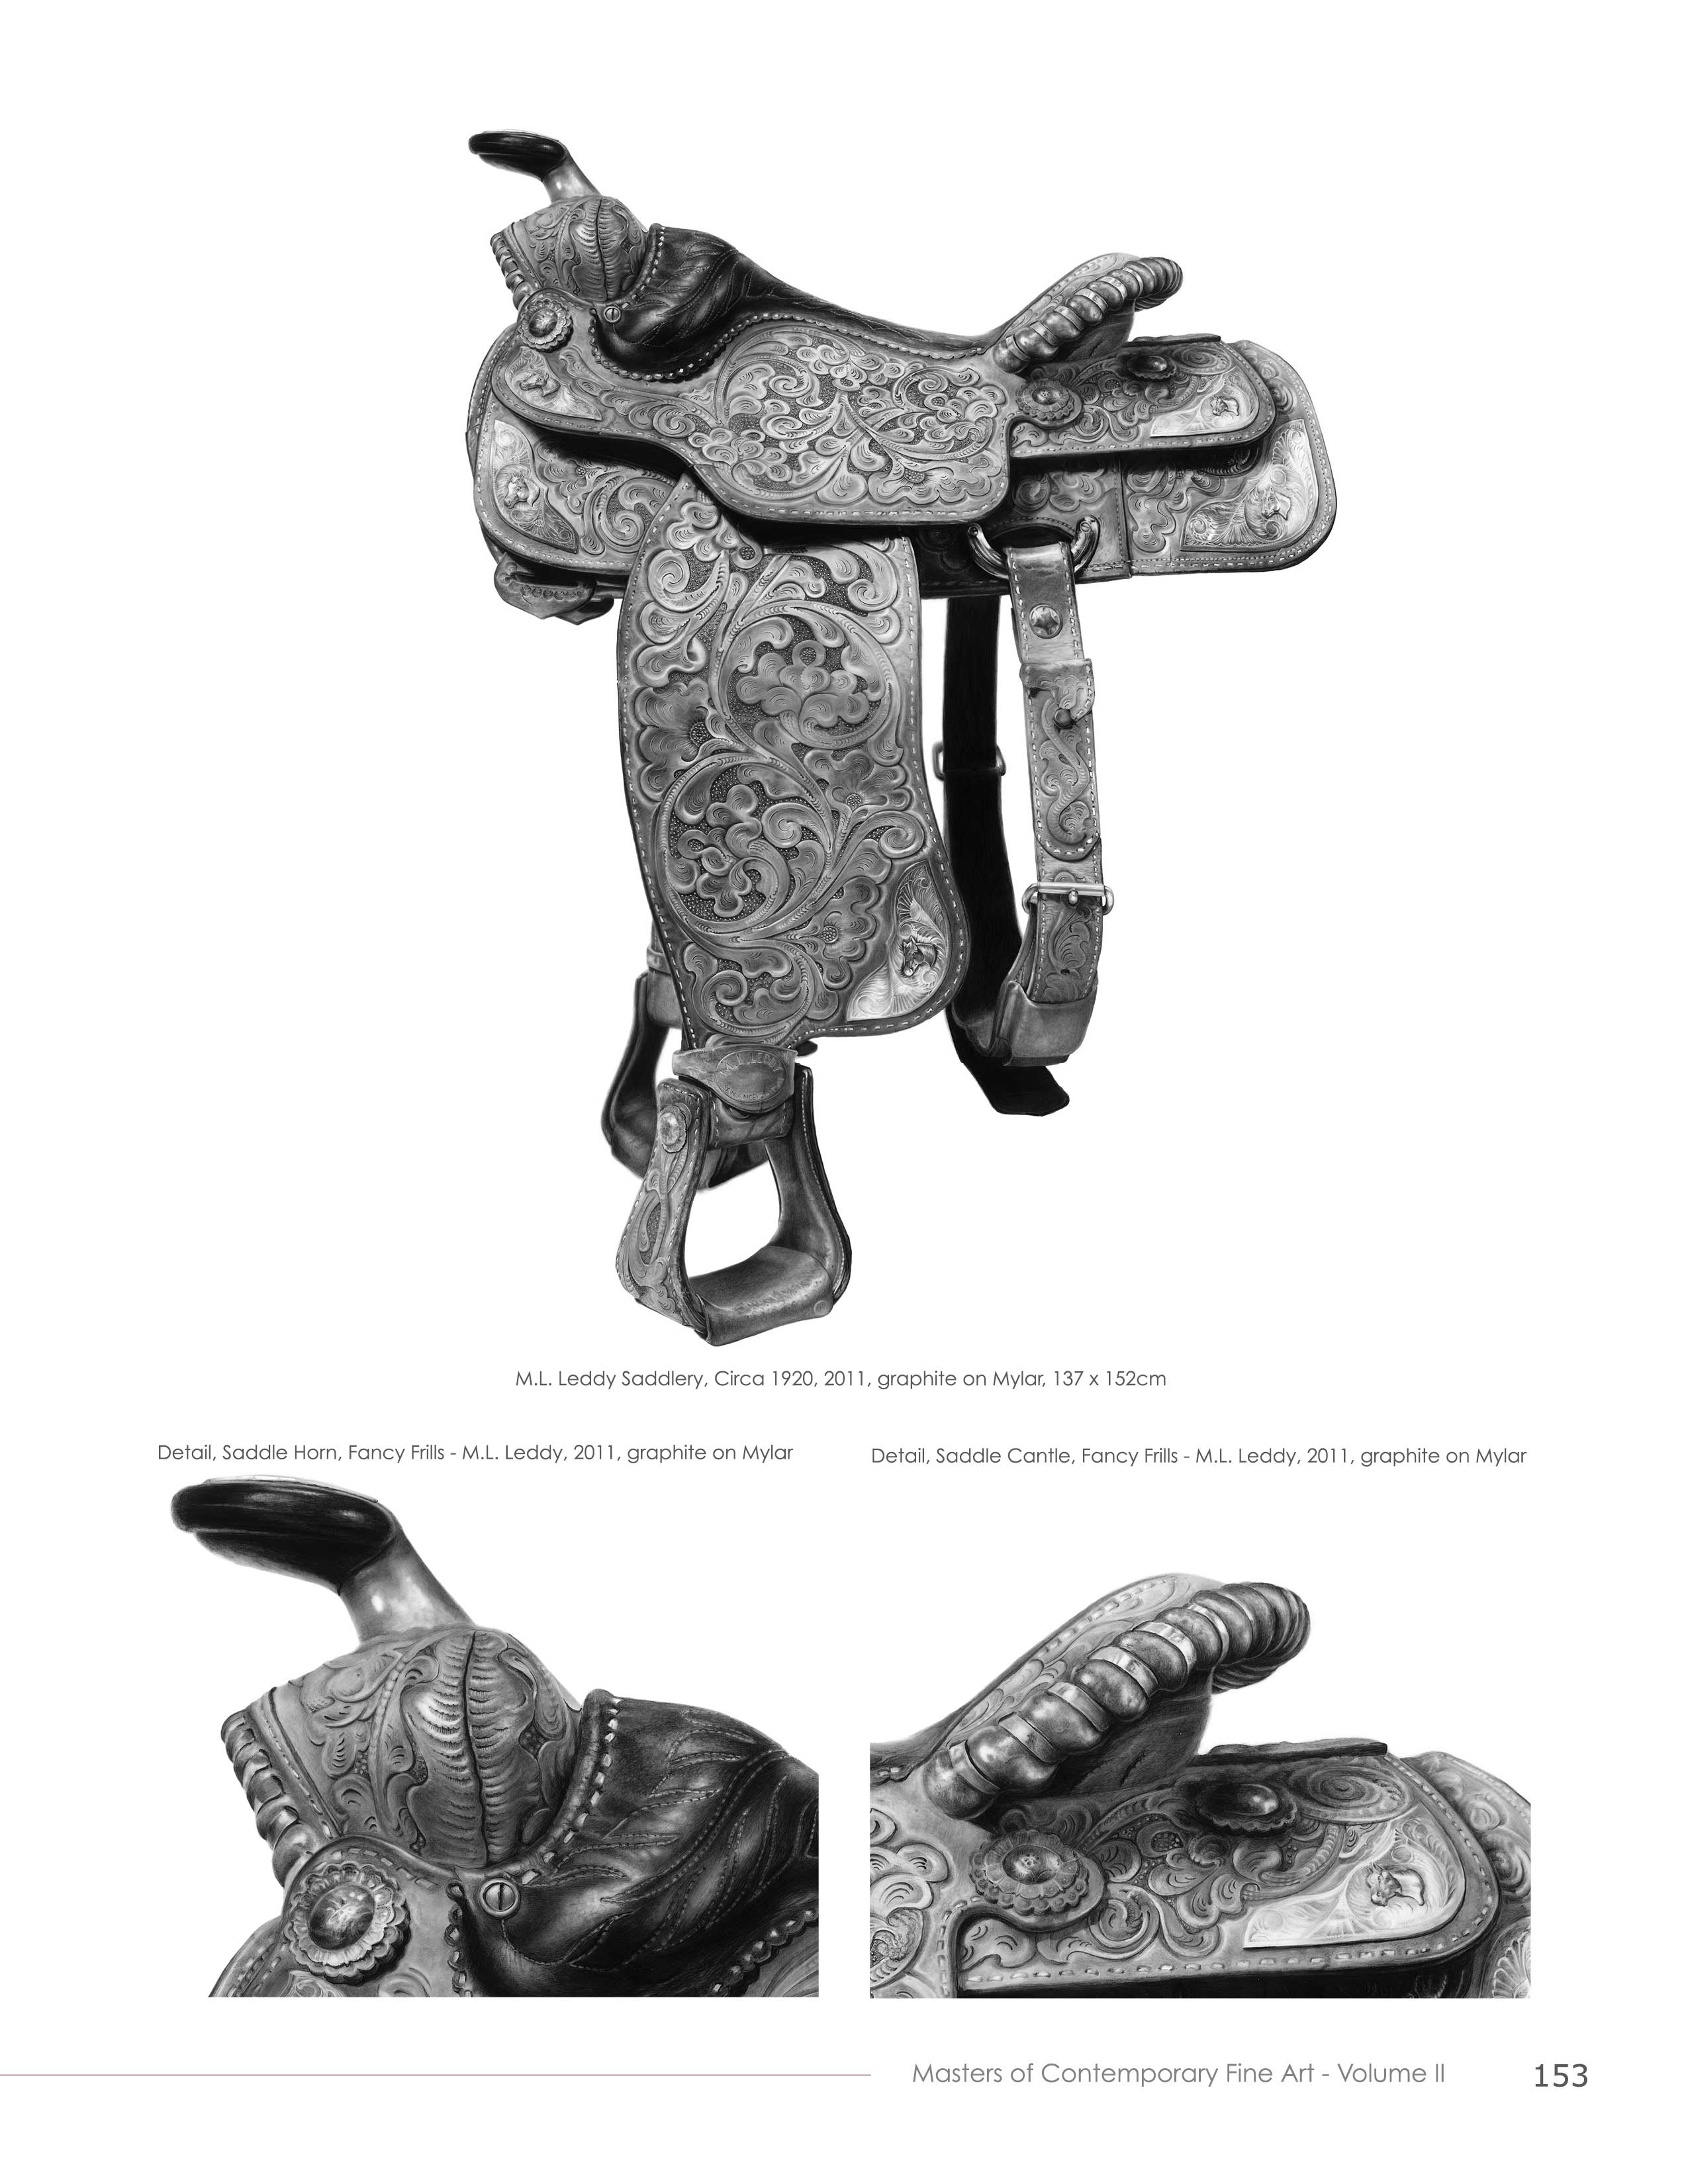 M.L. Leddy Saddlery, Circa 1920, 2011, graphite on Mylar, 137 x 152cm
Detail, Saddle Horn, Fancy Frills - M.L. Leddy, 2011, graphite on Mylar
Detail, Saddle Cantle, Fancy Frills - M.L. Leddy, 2011, graphite on Mylar
Masters of Contemporary Fine Art - Volume II
153